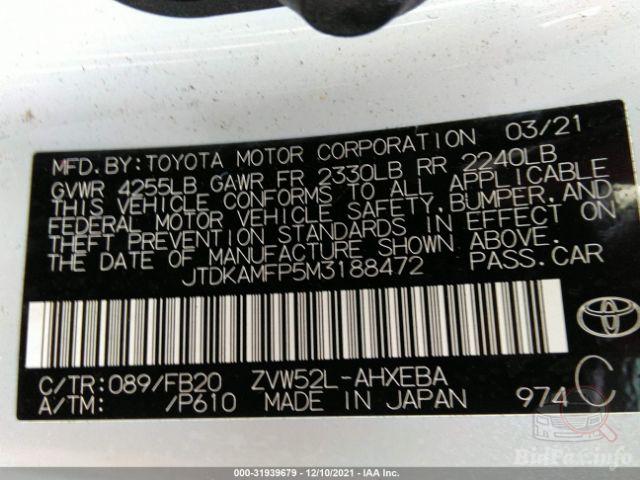 MFD.BY:TOYOTA MOTOR CORPORATION 03/21
GVWR 4255LB GAWR FR 2330LB RR 2240LB
THIS VEHICLE CONFORMS TO ALL APPLICABLE
FEDERAL MOTOR VEHICLE SAFETY,BUMPER,AND
THEFT PREVENTION STANDARDS IN EFFECT ON
THE DATE OF MANUFACTURE SHOWN ABOVE.
JTDKAMFP5M3188472 PASS.CAR
C/TR:089/FB20 ZVW52L-AHXEBA
A/TM: /P610 MADE IN JAPAN 974 C
BidFax.info
000-31939679 — 12/10/2021 — IAA Inc.